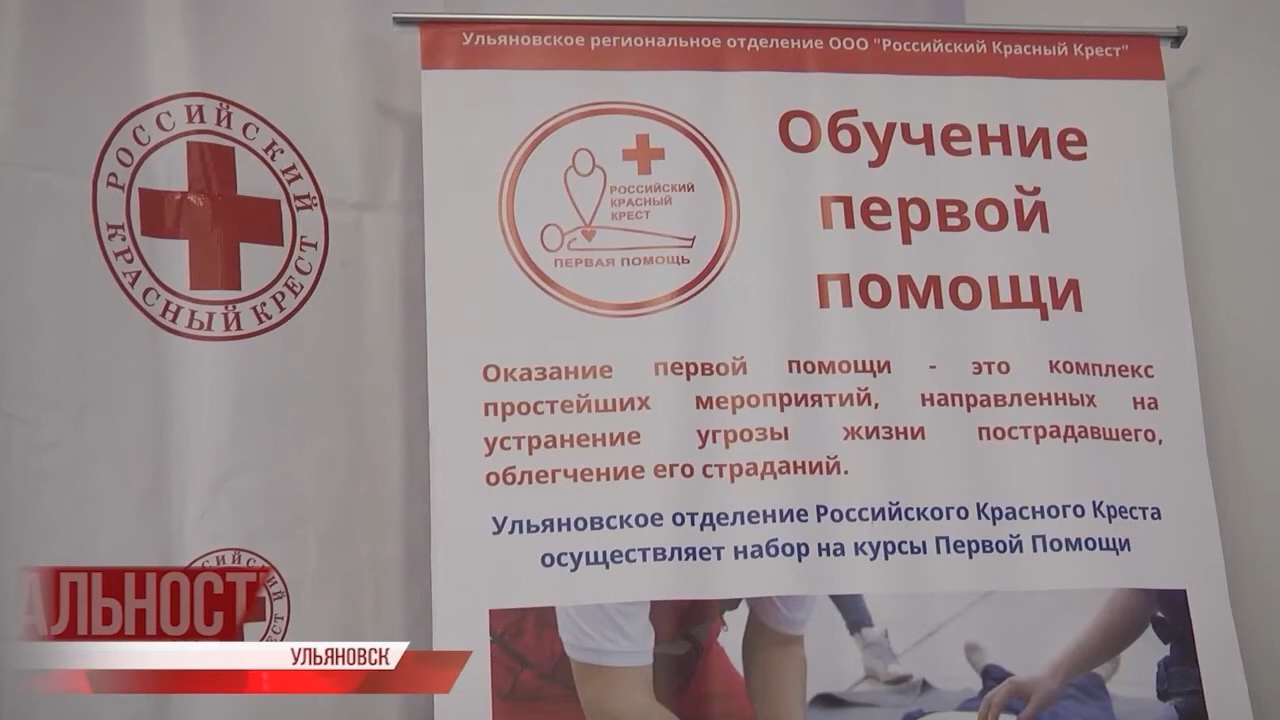 Ульяновское региональное отделение ООО "Российский Красный Крест"
РОССИЙСКИЙ КРАСНЫЙ КРЕСТ
РОССИЙСКИЙ
КРАСНЫЙ
КРЕСТ
ПЕРВАЯ ПОМОЩЬ
Обучение
первой
помощи
Оказание первой помощи - это комплекс
простейших мероприятий, направленных на
устранение угрозы жизни пострадавшего,
облегчение его страданий.
Ульяновское отделение Российского Красного Креста
осуществляет набор на курсы Первой Помощи
АЛЬНОСТ
УЛЬЯНОВСК